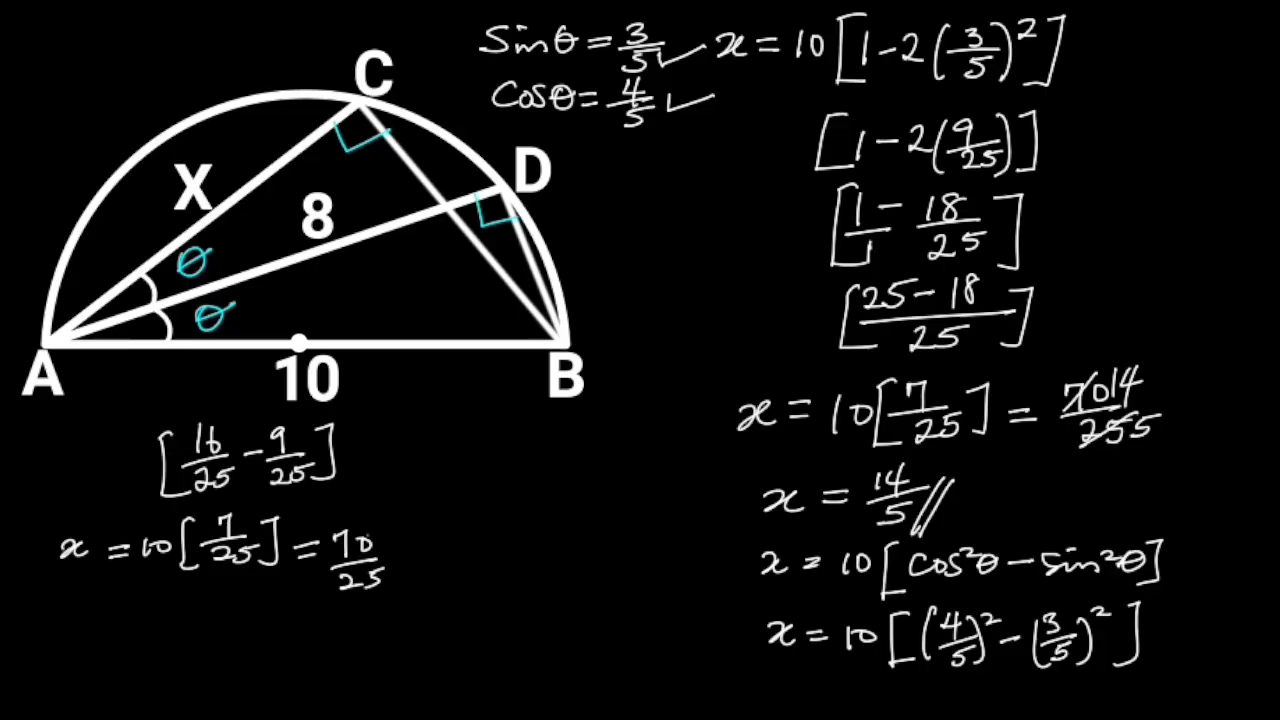 sinθ = 3/5 ✓
cosθ = 4/5 ✓
C
D
X
8
θ
θ
A
10
B
[16/25 - 9/25]
x = 10[7/25] = 70/25
x = 10[1 - 2(3/5)²]
[1 - 2(9/25)]
[1/1 - 18/25]
[25 - 18/25]
x = 10[7/25] = 70 14/25 5
x = 14/5 //
x = 10[cos²θ - sin²θ]
x = 10[(4/5)² - (3/5)²]